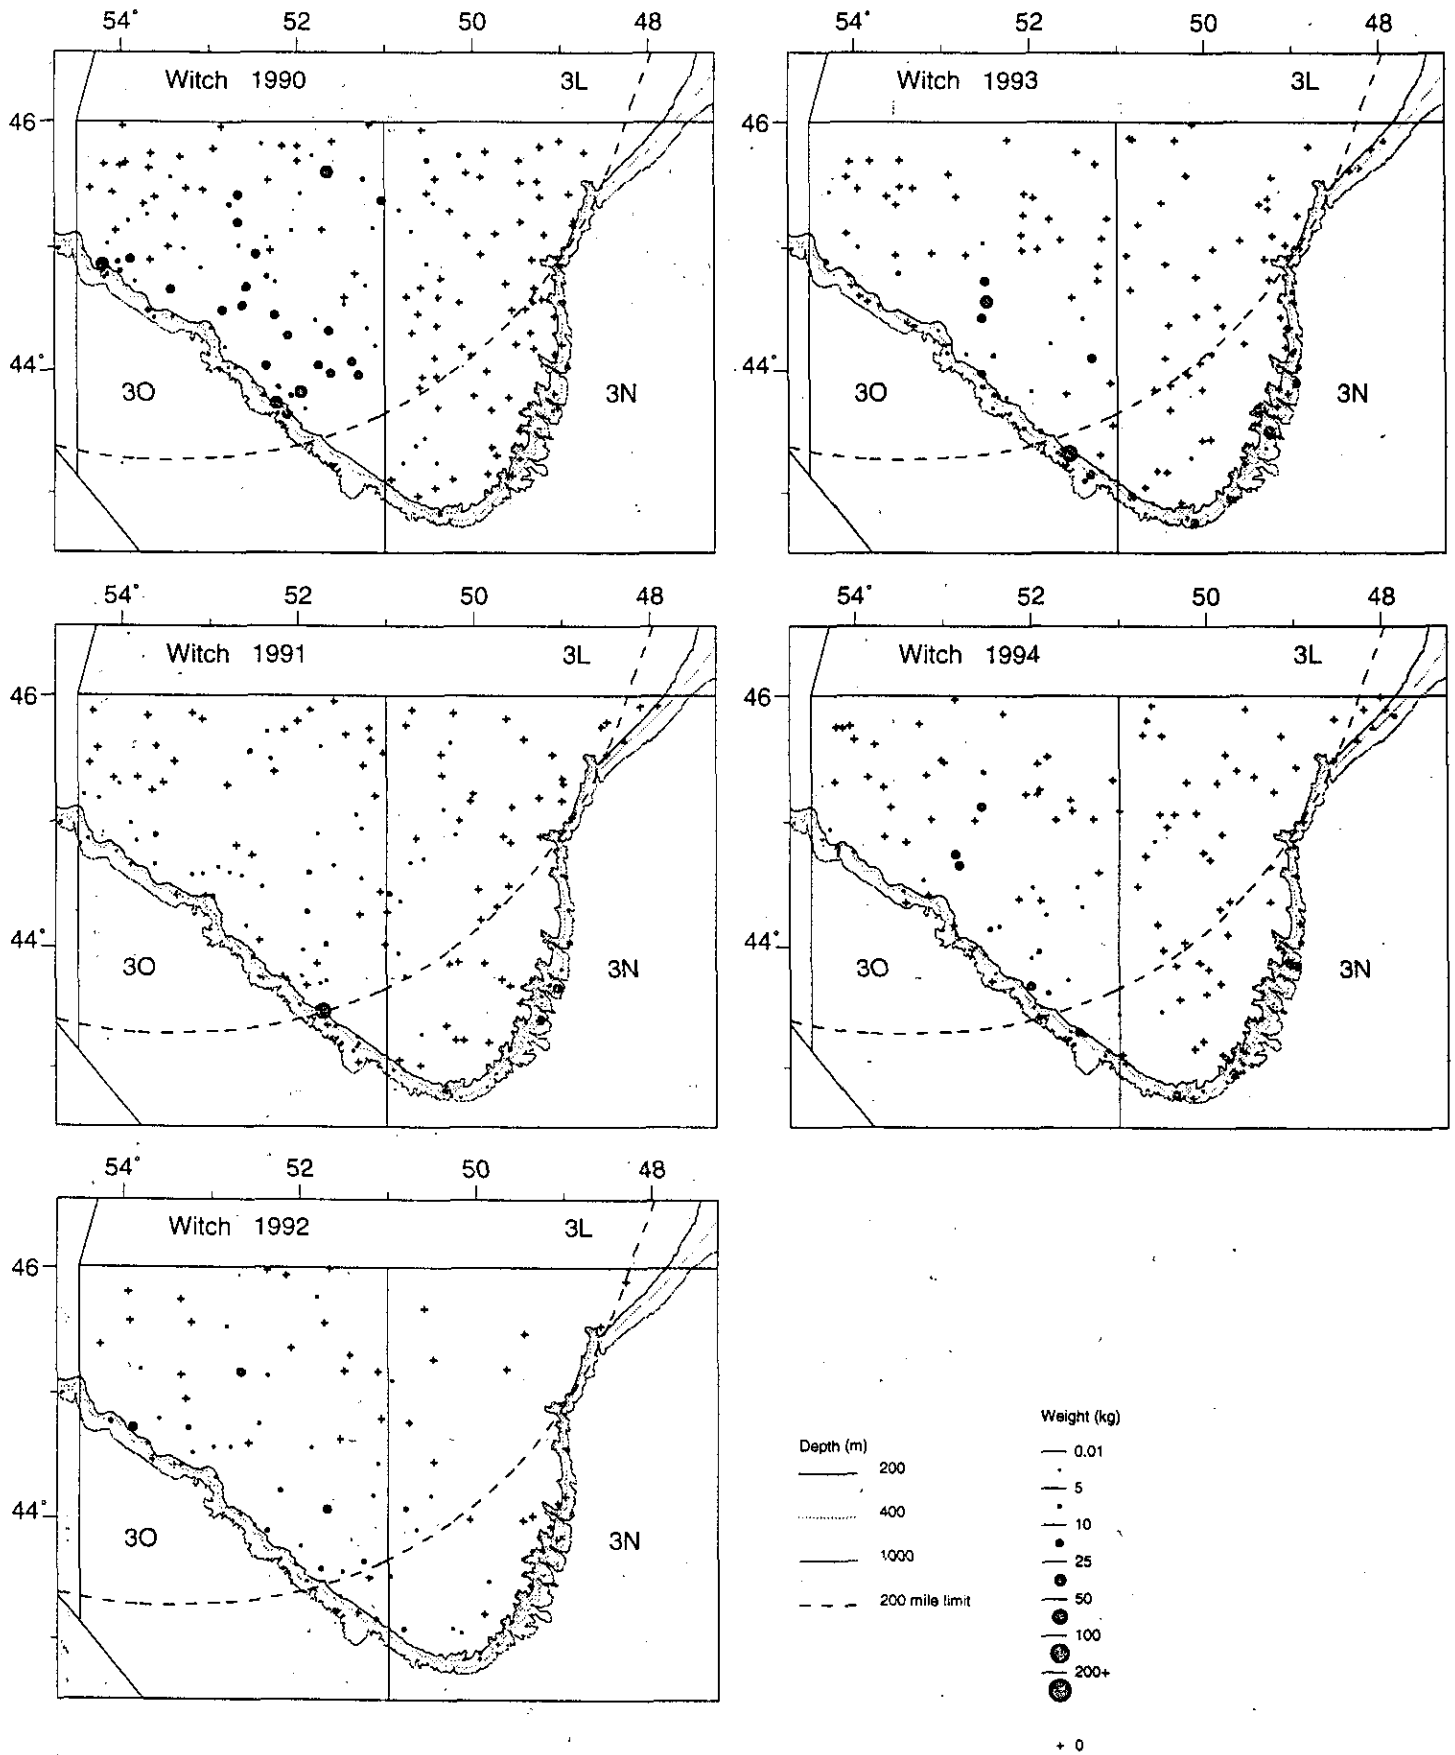 54° 52 50 48
Witch 1990 3L
46
44°
3O 3N
54° 52 50 48
Witch 1993 3L
46
44°
3O 3N
54° 52 50 48
Witch 1991 3L
46
44°
3O 3N
54° 52 50 48
Witch 1994 3L
46
44°
3O 3N
54° 52 50 48
Witch 1992 3L
46
44°
3O 3N
Depth (m)
200
400
1000
200 mile limit
Weight (kg)
0.01
5
10
25
50
100
200+
+ 0